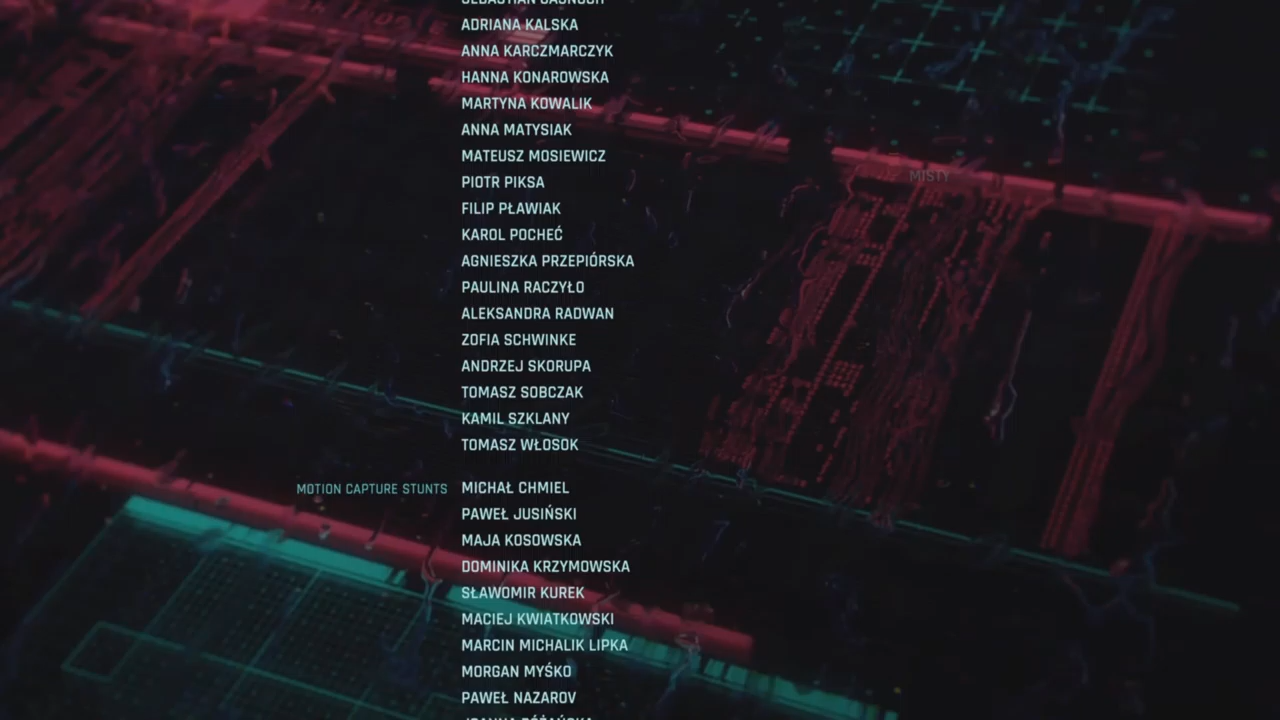 ADRIANA KALSKA
ANNA KARCZMARCZYK
HANNA KONAROWSKA
MARTYNA KOWALIK
ANNA MATYSIAK
MATEUSZ MOSIEWICZ
PIOTR PIKSA
MISTY
FILIP PŁAWIAK
KAROL POCHEĆ
AGNIESZKA PRZEPIÓRSKA
PAULINA RACZYŁO
ALEKSANDRA RADWAN
ZOFIA SCHWINKE
ANDRZEJ SKORUPA
TOMASZ SOBCZAK
KAMIL SZKLANY
TOMASZ WŁOSOK
MOTION CAPTURE STUNTS MICHAŁ CHMIEL
PAWEŁ JUSIŃSKI
MAJA KOSOWSKA
DOMINIKA KRZYMOWSKA
SŁAWOMIR KUREK
MACIEJ KWIATKOWSKI
MARCIN MICHALIK LIPKA
MORGAN MYŚKO
PAWEŁ NAZAROV